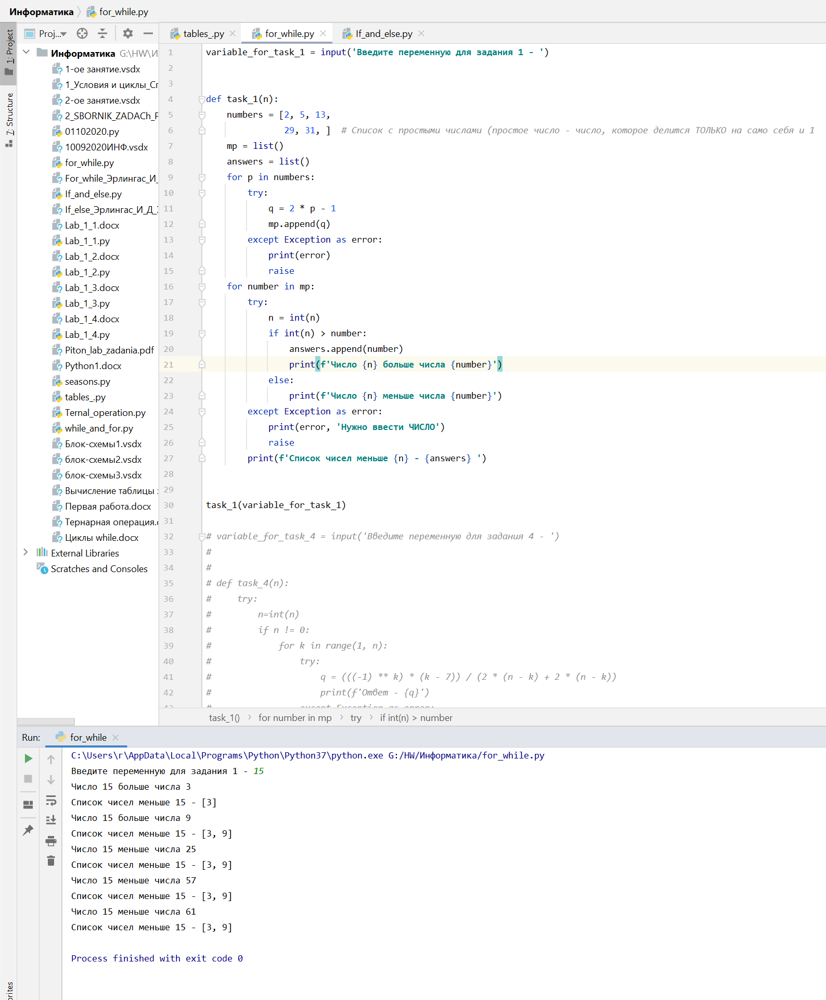 Информатика for_while.py
1: Project
7: Structure
Proj...
Информатика G:\HW\И
1-ое занятие.vsdx
1_Условия и циклы_Сп
2-ое занятие.vsdx
2_SBORNIK_ZADACh_P
01102020.py
10092020ИНФ.vsdx
for_while.py
For_while_Эрлингас_И_
If_and_else.py
If_else_Эрлингас_И_Д_З
Lab_1_1.docx
Lab_1_1.py
Lab_1_2.docx
Lab_1_2.py
Lab_1_3.docx
Lab_1_3.py
Lab_1_4.docx
Lab_1_4.py
Piton_lab_zadania.pdf
Python1.docx
seasons.py
tables_.py
Ternal_operation.py
while_and_for.py
Блок-схемы1.vsdx
блок-схемы2.vsdx
блок-схемы3.vsdx
Вычисление таблицы
Первая работа.docx
Тернарная операция.
Циклы while.docx
External Libraries
Scratches and Consoles
tables_.py for_while.py If_and_else.py
1 variable_for_task_1 = input('Введите переменную для задания 1 - ')
2
3
4 def task_1(n):
5 numbers = [2, 5, 13,
6 29, 31, ] # Список с простыми числами (простое число - число, которое делится ТОЛЬКО на само себя и 1
7 mp = list()
8 answers = list()
9 for p in numbers:
10 try:
11 q = 2 * p - 1
12 mp.append(q)
13 except Exception as error:
14 print(error)
15 raise
16 for number in mp:
17 try:
18 n = int(n)
19 if int(n) > number:
20 answers.append(number)
21 print(f'Число {n} больше числа {number}')
22 else:
23 print(f'Число {n} меньше числа {number}')
24 except Exception as error:
25 print(error, 'Нужно ввести ЧИСЛО')
26 raise
27 print(f'Список чисел меньше {n} - {answers} ')
28
29
30 task_1(variable_for_task_1)
31
32 # variable_for_task_4 = input('Введите переменную для задания 4 - ')
33 #
34 #
35 # def task_4(n):
36 # try:
37 # n=int(n)
38 # if n != 0:
39 # for k in range(1, n):
40 # try:
41 # q = (((-1) ** k) * (k - 7)) / (2 * (n - k) + 2 * (n - k))
42 # print(f'Ответ - {q}')
43 # except Exception as error:
task_1() for number in mp try if int(n) > number
Run: for_while
C:\Users\r\AppData\Local\Programs\Python\Python37\python.exe G:/HW/Информатика/for_while.py
Введите переменную для задания 1 - 15
Число 15 больше числа 3
Список чисел меньше 15 - [3]
Число 15 больше числа 9
Список чисел меньше 15 - [3, 9]
Число 15 меньше числа 25
Список чисел меньше 15 - [3, 9]
Число 15 меньше числа 57
Список чисел меньше 15 - [3, 9]
Число 15 меньше числа 61
Список чисел меньше 15 - [3, 9]
Process finished with exit code 0
orites